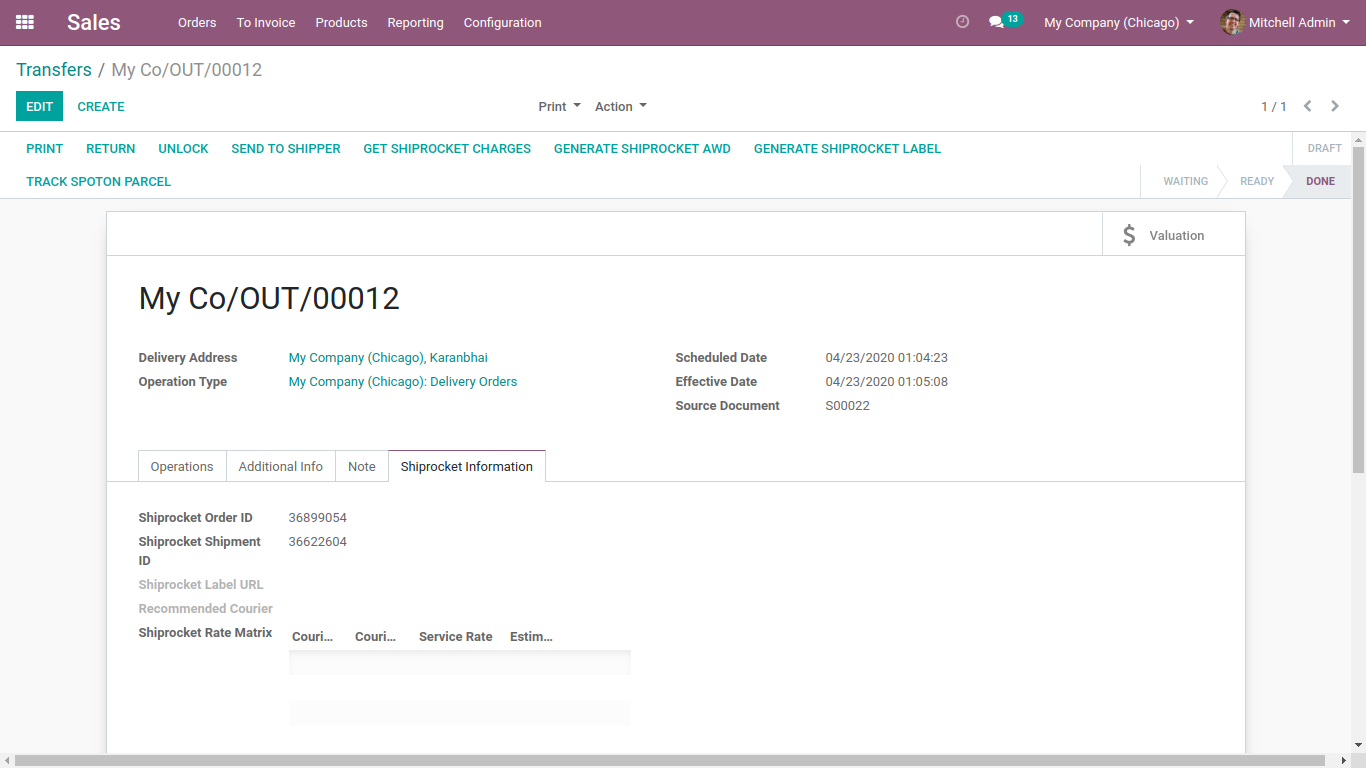 Sales Orders To Invoice Products Reporting Configuration 13 My Company (Chicago) Mitchell Admin
Transfers / My Co/OUT/00012
EDIT CREATE Print Action 1 / 1
PRINT RETURN UNLOCK SEND TO SHIPPER GET SHIPROCKET CHARGES GENERATE SHIPROCKET AWD GENERATE SHIPROCKET LABEL DRAFT
TRACK SPOTON PARCEL WAITING READY DONE
Valuation
My Co/OUT/00012
Delivery Address My Company (Chicago), Karanbhai Scheduled Date 04/23/2020 01:04:23
Operation Type My Company (Chicago): Delivery Orders Effective Date 04/23/2020 01:05:08
Source Document S00022
Operations Additional Info Note Shiprocket Information
Shiprocket Order ID 36899054
Shiprocket Shipment 36622604
ID
Shiprocket Label URL
Recommended Courier
Shiprocket Rate Matrix Couri... Couri... Service Rate Estim...